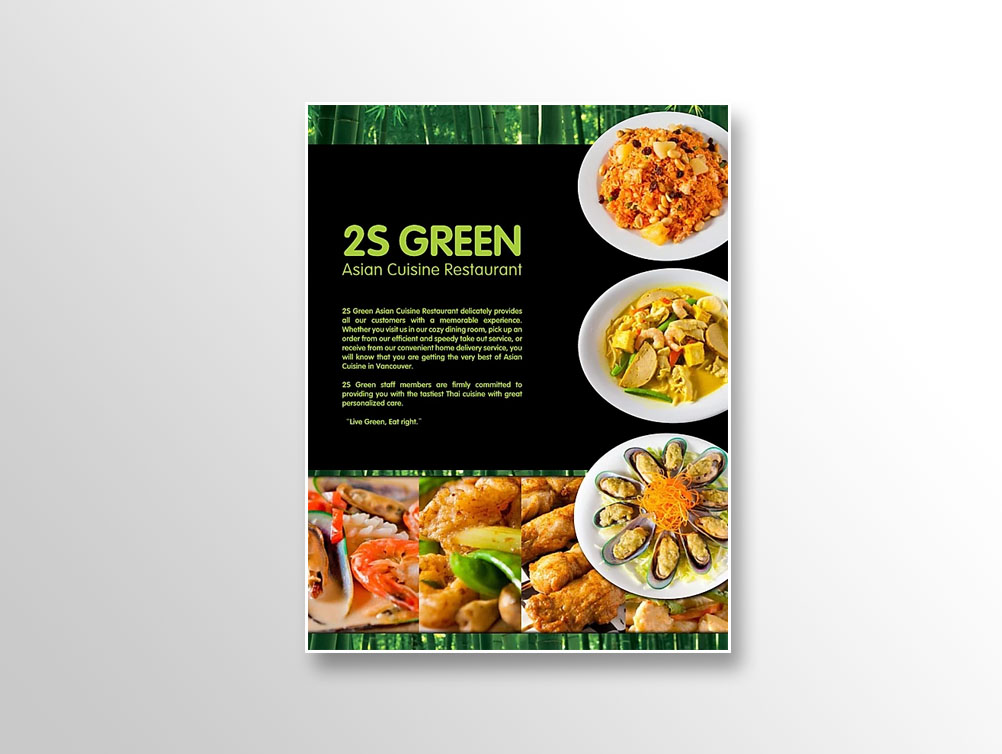 2S GREEN
Asian Cuisine Restaurant
2S Green Asian Cuisine Restaurant delicately provides
all our customers with a memorable experience.
Whether you visit us in our cozy dining room, pick up an
order from our efficient and speedy take out service, or
receive from our convenient home delivery service, you
will know that you are getting the very best of Asian
Cuisine in Vancouver.
2S Green staff members are firmly committed to
providing you with the tastiest Thai cuisine with great
personalized care.
"Live Green, Eat right."